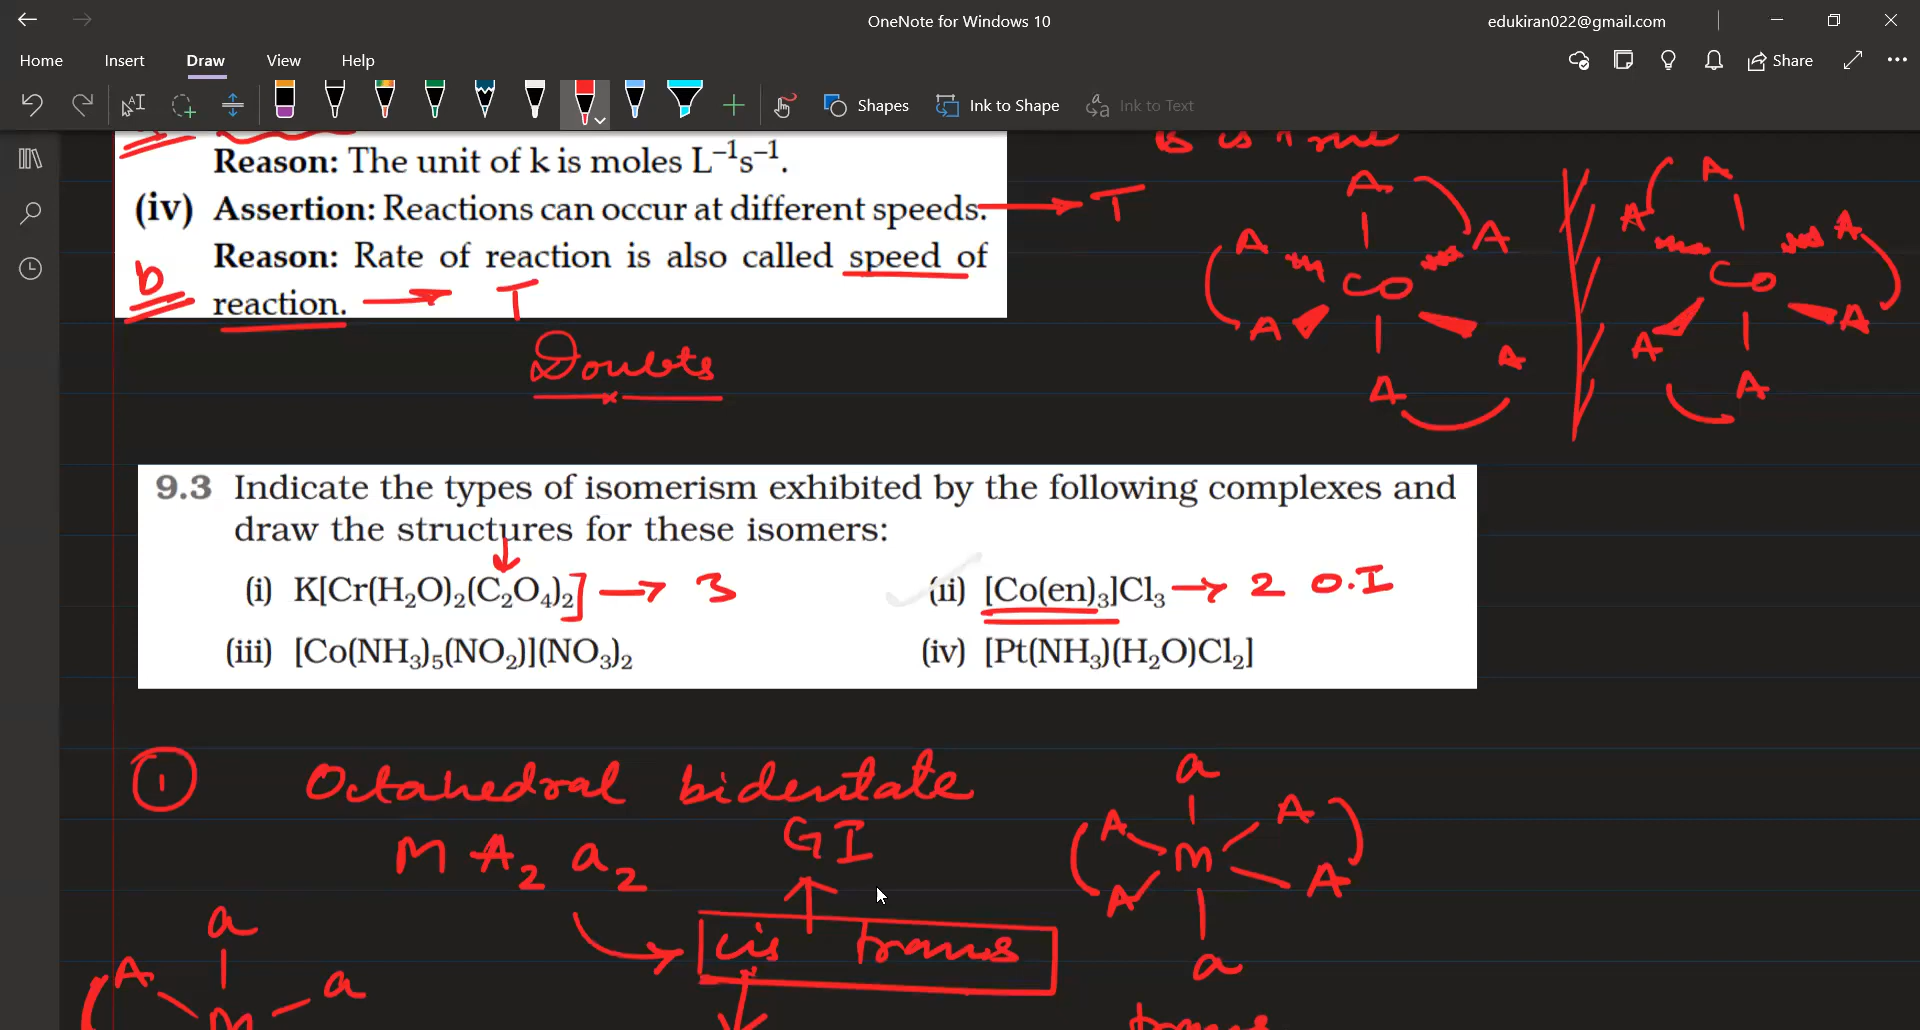 OneNote for Windows 10
edukiran022@gmail.com
Home Insert Draw View Help
Share
Shapes Ink to Shape Ink to Text
B is true
Reason: The unit of k is moles L⁻¹s⁻¹.
(iv) Assertion: Reactions can occur at different speeds. → T
Reason: Rate of reaction is also called speed of
b reaction. → T
A A A Co A A A
A A A Co A A A
Doubts
9.3 Indicate the types of isomerism exhibited by the following complexes and
draw the structures for these isomers:
(i) K[Cr(H₂O)₂(C₂O₄)₂] → 3
(ii) [Co(en)₃]Cl₃ → 2 O.I
(iii) [Co(NH₃)₅(NO₂)](NO₃)₂
(iv) [Pt(NH₃)(H₂O)Cl₂]
① Octahedral bidentate
M A₂ a₂ GI
cis trans
a A A M A A a
trans
a A a M